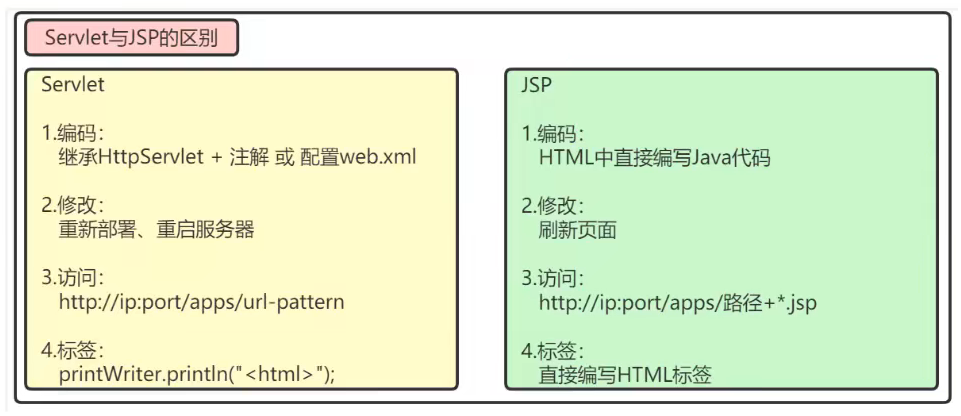 Servlet与JSP的区别
Servlet
1.编码：
继承HttpServlet + 注解 或 配置web.xml
2.修改：
重新部署、重启服务器
3.访问：
http://ip:port/apps/url-pattern
4.标签：
printWriter.println("<html>");
JSP
1.编码：
HTML中直接编写Java代码
2.修改：
刷新页面
3.访问：
http://ip:port/apps/路径+*.jsp
4.标签：
直接编写HTML标签